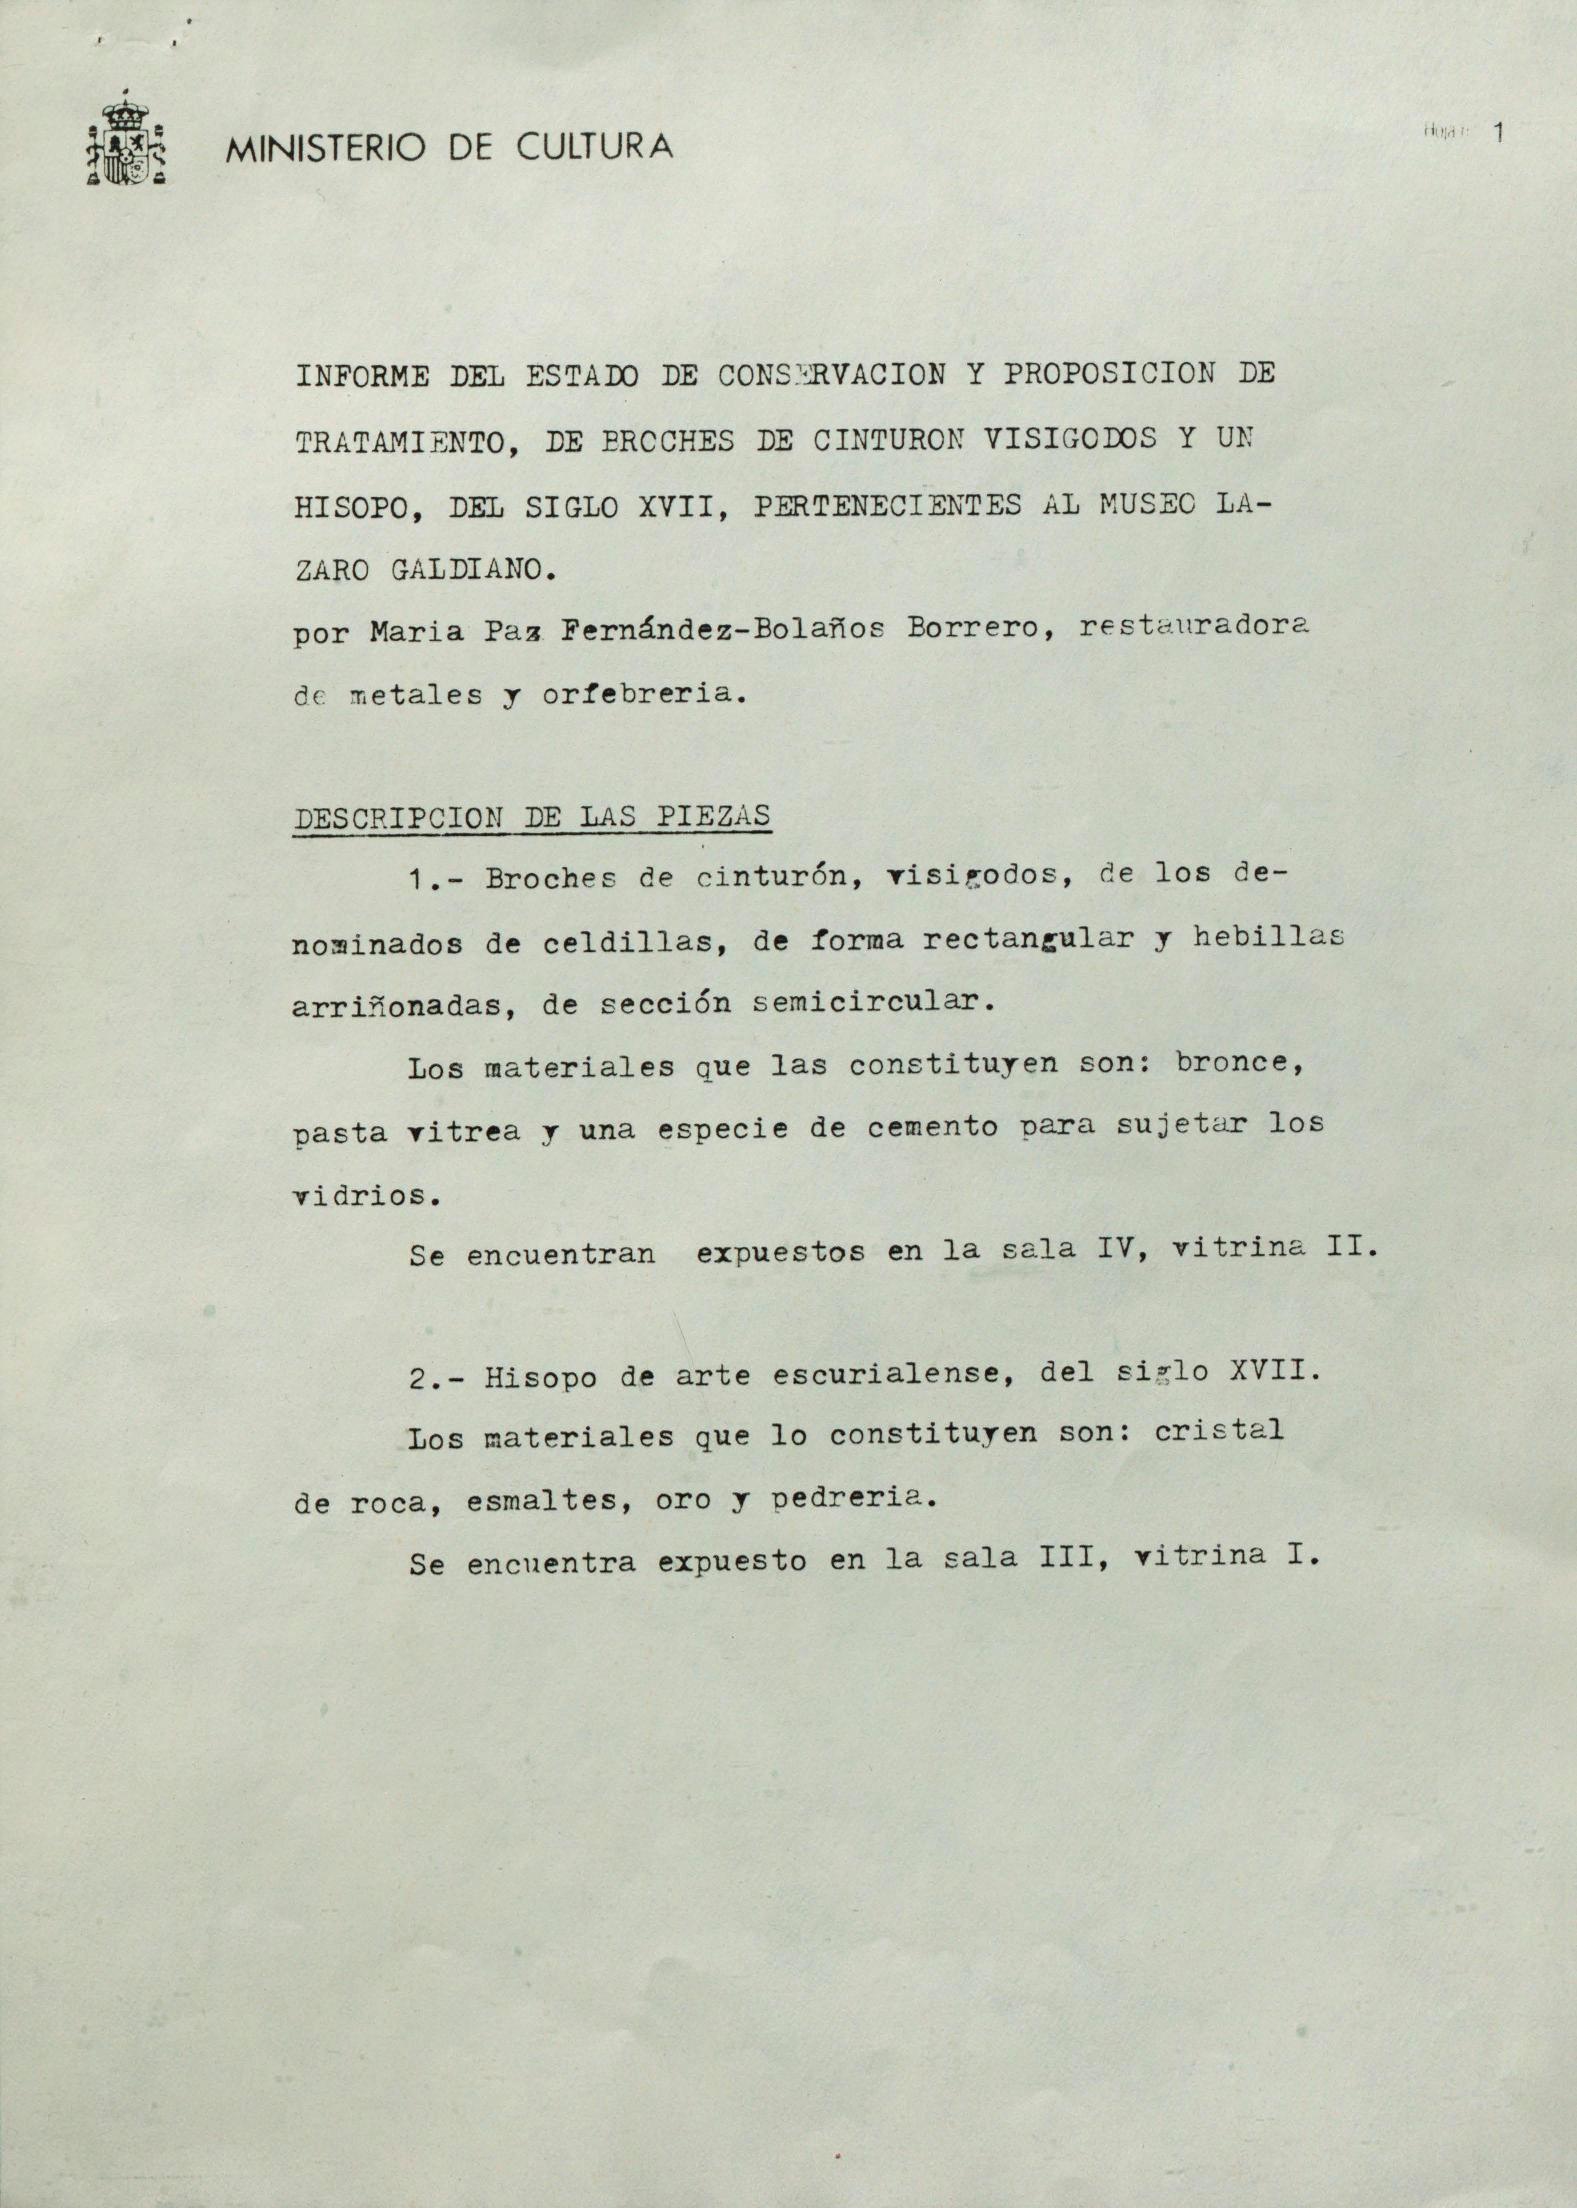 MINISTERIO DE CULTURA
Hoja n.º 1
INFORME DEL ESTADO DE CONSERVACION Y PROPOSICION DE
TRATAMIENTO, DE BROCHES DE CINTURON VISIGODOS Y UN
HISOPO, DEL SIGLO XVII, PERTENECIENTES AL MUSEO LA-
ZARO GALDIANO.
por Maria Paz Fernández-Bolaños Borrero, restauradora
de metales y orfebreria.
DESCRIPCION DE LAS PIEZAS
1.- Broches de cinturón, visigodos, de los de-
nominados de celdillas, de forma rectangular y hebillas
arriñonadas, de sección semicircular.
Los materiales que las constituyen son: bronce,
pasta vitrea y una especie de cemento para sujetar los
vidrios.
Se encuentran expuestos en la sala IV, vitrina II.
2.- Hisopo de arte escurialense, del siglo XVII.
Los materiales que lo constituyen son: cristal
de roca, esmaltes, oro y pedreria.
Se encuentra expuesto en la sala III, vitrina I.